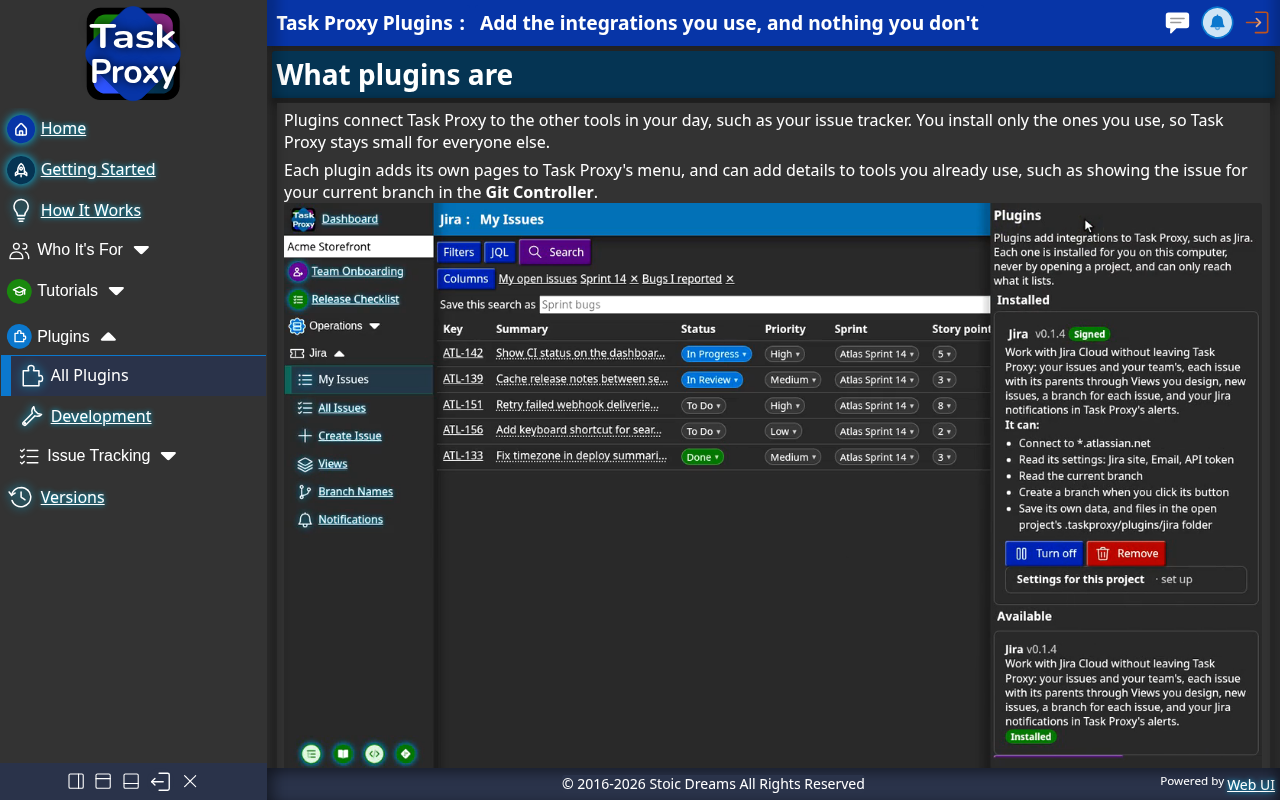 Task
Proxy
Home
Getting Started
How It Works
Who It's For
Tutorials
Plugins
All Plugins
Development
Issue Tracking
Versions
Task Proxy Plugins : Add the integrations you use, and nothing you don't
What plugins are
Plugins connect Task Proxy to the other tools in your day, such as your issue tracker. You install only the ones you use, so Task
Proxy stays small for everyone else.
Each plugin adds its own pages to Task Proxy's menu, and can add details to tools you already use, such as showing the issue for
your current branch in the Git Controller.
Task
Proxy
Dashboard
Acme Storefront
Team Onboarding
Release Checklist
Operations
Jira
My Issues
All Issues
Create Issue
Views
Branch Names
Notifications
Jira : My Issues
Filters JQL Search
Columns My open issues Sprint 14 × Bugs I reported ×
Save this search as Sprint bugs
Key Summary Status Priority Sprint Story point
ATL-142 Show CI status on the dashboar... In Progress High Atlas Sprint 14 5
ATL-139 Cache release notes between se... In Review Medium Atlas Sprint 14 3
ATL-151 Retry failed webhook deliverie... To Do High Atlas Sprint 14 8
ATL-156 Add keyboard shortcut for sear... To Do Low Atlas Sprint 14 2
ATL-133 Fix timezone in deploy summari... Done Medium Atlas Sprint 14 3
Plugins
Plugins add integrations to Task Proxy, such as Jira.
Each one is installed for you on this computer,
never by opening a project, and can only reach
what it lists.
Installed
Jira v0.1.4 Signed
Work with Jira Cloud without leaving Task
Proxy: your issues and your team's, each issue
with its parents through Views you design, new
issues, a branch for each issue, and your Jira
notifications in Task Proxy's alerts.
It can:
• Connect to *.atlassian.net
• Read its settings: Jira site, Email, API token
• Read the current branch
• Create a branch when you click its button
• Save its own data, and files in the open
project's .taskproxy/plugins/jira folder
Turn off Remove
Settings for this project · set up
Available
Jira v0.1.4
Work with Jira Cloud without leaving Task
Proxy: your issues and your team's, each issue
with its parents through Views you design, new
issues, a branch for each issue, and your Jira
notifications in Task Proxy's alerts.
Installed
© 2016-2026 Stoic Dreams All Rights Reserved
Powered by Web UI